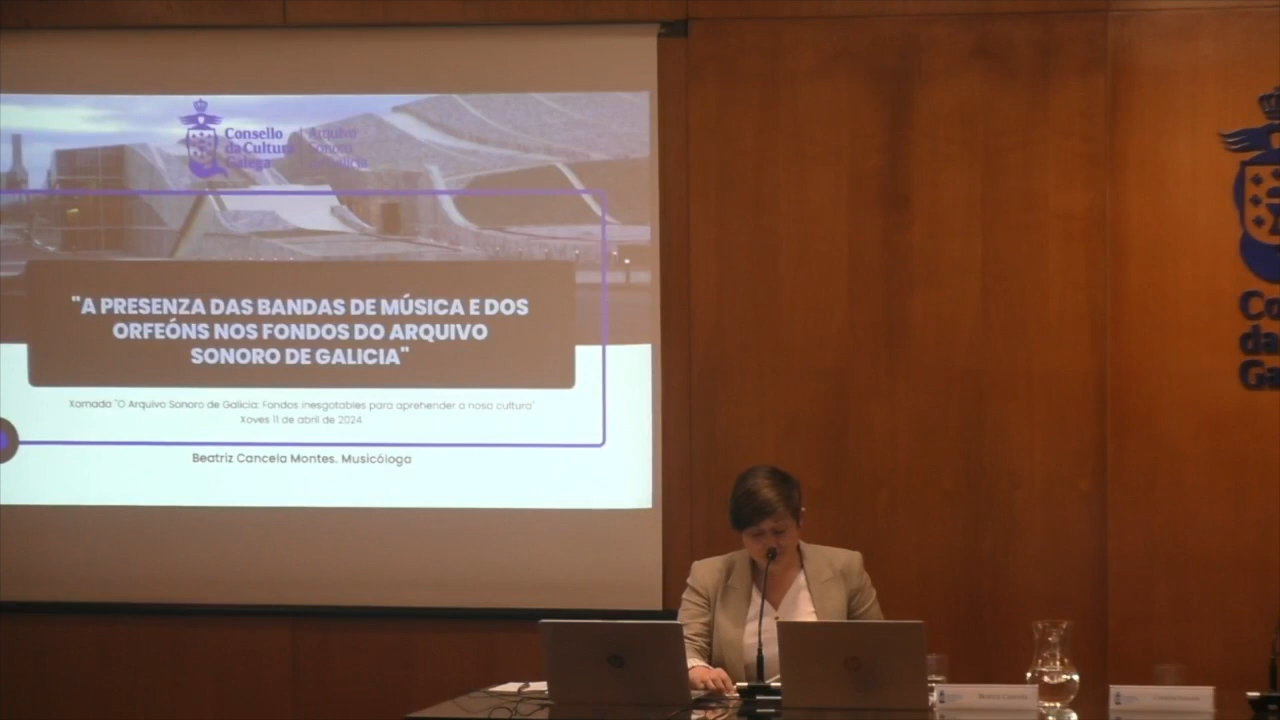 Consello
da Cultura
Galega
Arquivo
Sonoro
de Galicia
"A PRESENZA DAS BANDAS DE MÚSICA E DOS
ORFEÓNS NOS FONDOS DO ARQUIVO
SONORO DE GALICIA"
Xornada "O Arquivo Sonoro de Galicia: Fondos inesgotables para aprehender a nosa cultura"
Xoves 11 de abril de 2024
Beatriz Cancela Montes. Musicóloga
Co
da
Ga
Beatriz Cancela